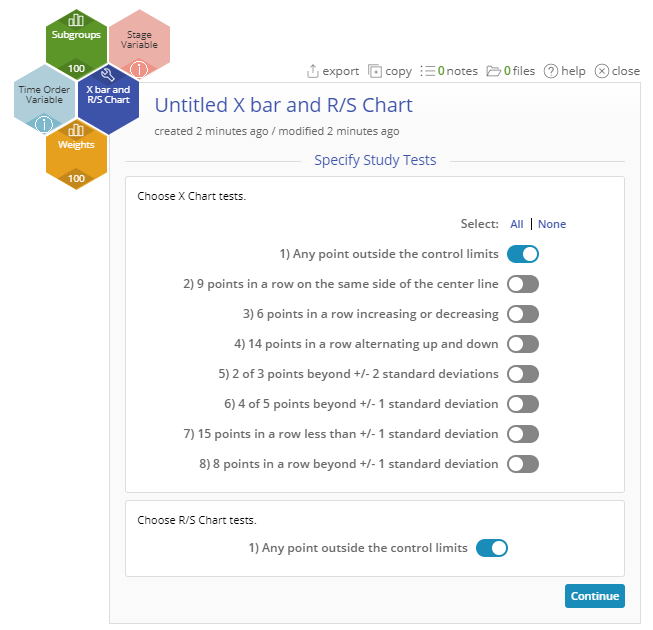 Subgroups
100
Stage
Variable
Time Order
Variable
X bar and
R/S Chart
Weights
100
export copy 0 notes 0 files help close
Untitled X bar and R/S Chart
created 2 minutes ago / modified 2 minutes ago
Specify Study Tests
Choose X Chart tests.
Select: All | None
1) Any point outside the control limits
2) 9 points in a row on the same side of the center line
3) 6 points in a row increasing or decreasing
4) 14 points in a row alternating up and down
5) 2 of 3 points beyond +/- 2 standard deviations
6) 4 of 5 points beyond +/- 1 standard deviation
7) 15 points in a row less than +/- 1 standard deviation
8) 8 points in a row beyond +/- 1 standard deviation
Choose R/S Chart tests.
1) Any point outside the control limits
Continue